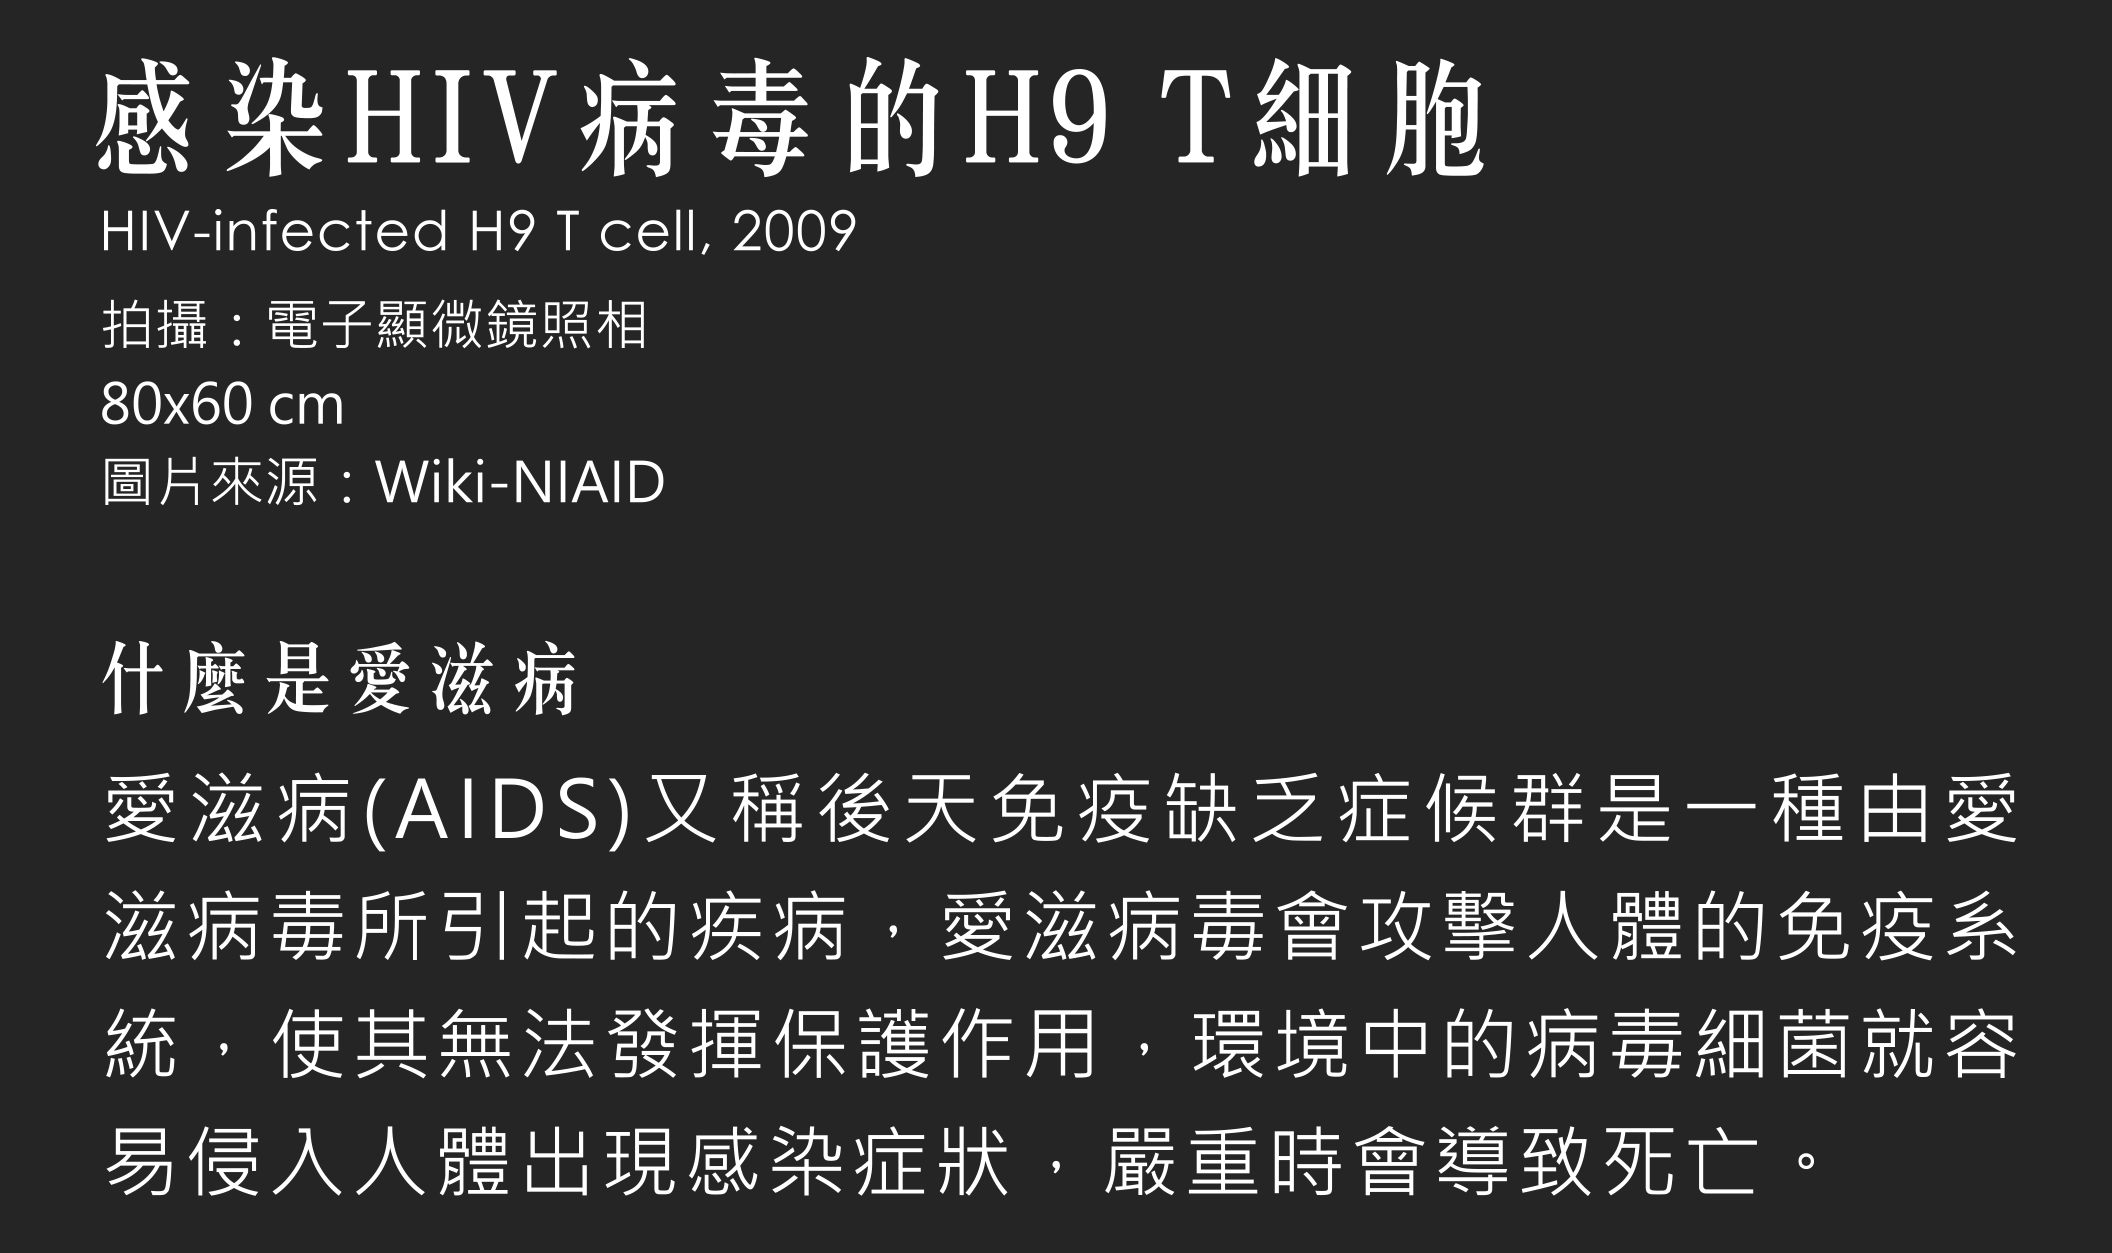 感染HIV病毒的H9 T細胞
HIV-infected H9 T cell, 2009
拍攝：電子顯微鏡照相
80x60 cm
圖片來源：Wiki-NIAID
什麼是愛滋病
愛滋病(AIDS)又稱後天免疫缺乏症候群是一種由愛
滋病毒所引起的疾病，愛滋病毒會攻擊人體的免疫系
統，使其無法發揮保護作用，環境中的病毒細菌就容
易侵入人體出現感染症狀，嚴重時會導致死亡。